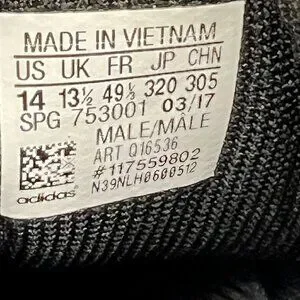 MADE IN VIETNAM
US UK FR JP CHN
14 13½ 49⅓ 320 305
SPG 753001 03/17
MALE/MÂLE
ART Q16536
#117559802
N39NLH0600512
adidas